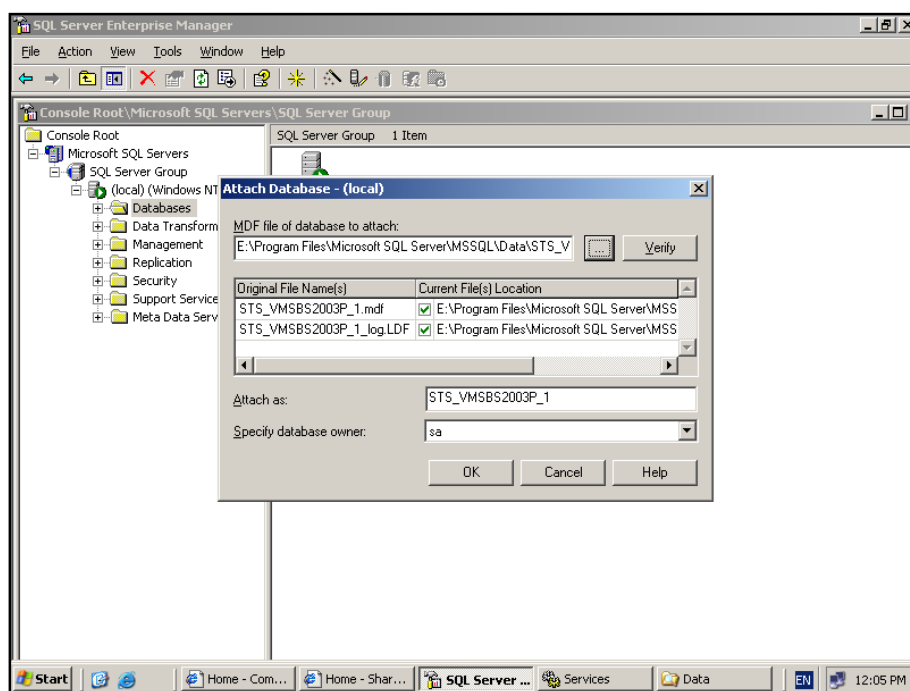 SQL Server Enterprise Manager
File Action View Tools Window Help
Console Root\Microsoft SQL Servers\SQL Server Group
Console Root
SQL Server Group 1 Item
Microsoft SQL Servers
SQL Server Group
(local) (Windows NT
Databases
Data Transform
Management
Replication
Security
Support Service
Meta Data Serv
Attach Database - (local)
MDF file of database to attach:
E:\Program Files\Microsoft SQL Server\MSSQL\Data\STS_V
...
Verify
Original File Name(s) Current File(s) Location
STS_VMSBS2003P_1.mdf E:\Program Files\Microsoft SQL Server\MSS
STS_VMSBS2003P_1_log.LDF E:\Program Files\Microsoft SQL Server\MSS
Attach as: STS_VMSBS2003P_1
Specify database owner: sa
OK Cancel Help
Start Home - Com... Home - Shar... SQL Server ... Services Data EN 12:05 PM